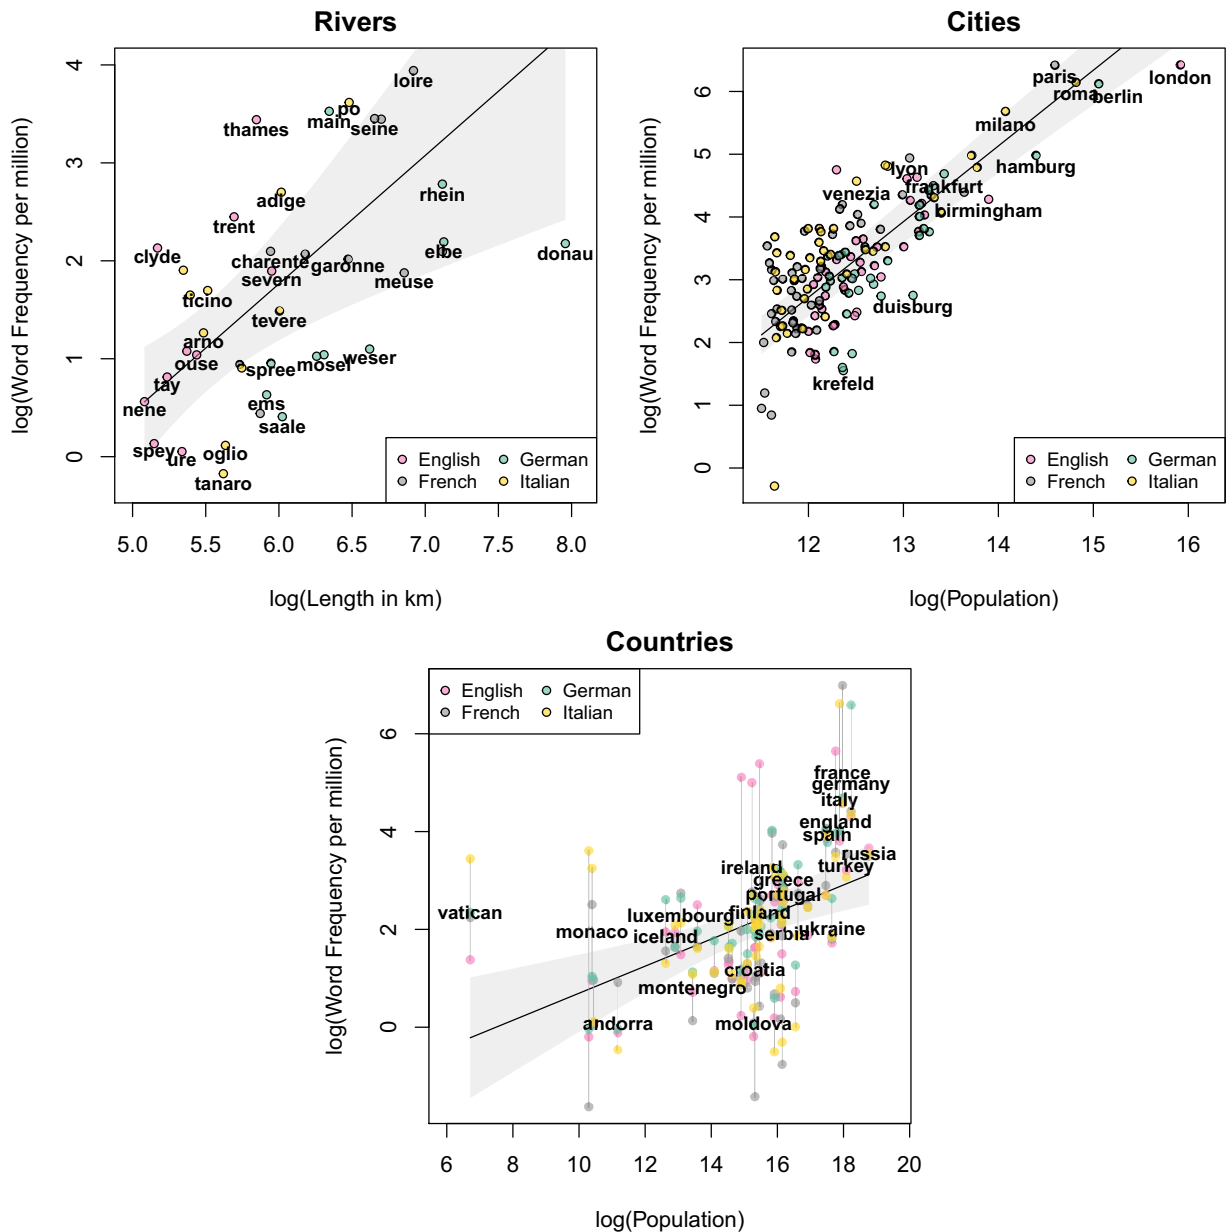 Rivers
log(Word Frequency per million)
4
3
2
1
0
loire
po
main
seine
thames
rhein
adige
trent
clyde
charente
garonne
elbe
donau
severn
meuse
ticino
tevere
arno
ouse
spree
mosel
weser
tay
nene
ems
saale
spey
ure
oglio
tanaro
English
German
French
Italian
5.0 5.5 6.0 6.5 7.0 7.5 8.0
log(Length in km)
Cities
log(Word Frequency per million)
6
5
4
3
2
1
0
paris
london
roma
berlin
milano
lyon
hamburg
venezia
frankfurt
birmingham
duisburg
krefeld
English
German
French
Italian
12 13 14 15 16
log(Population)
Countries
English
German
French
Italian
log(Word Frequency per million)
6
4
2
0
france
germany
italy
england
spain
russia
ireland
turkey
greece
portugal
vatican
luxembourg
finland
monaco
iceland
serbia
ukraine
croatia
montenegro
andorra
moldova
6 8 10 12 14 16 18 20
log(Population)